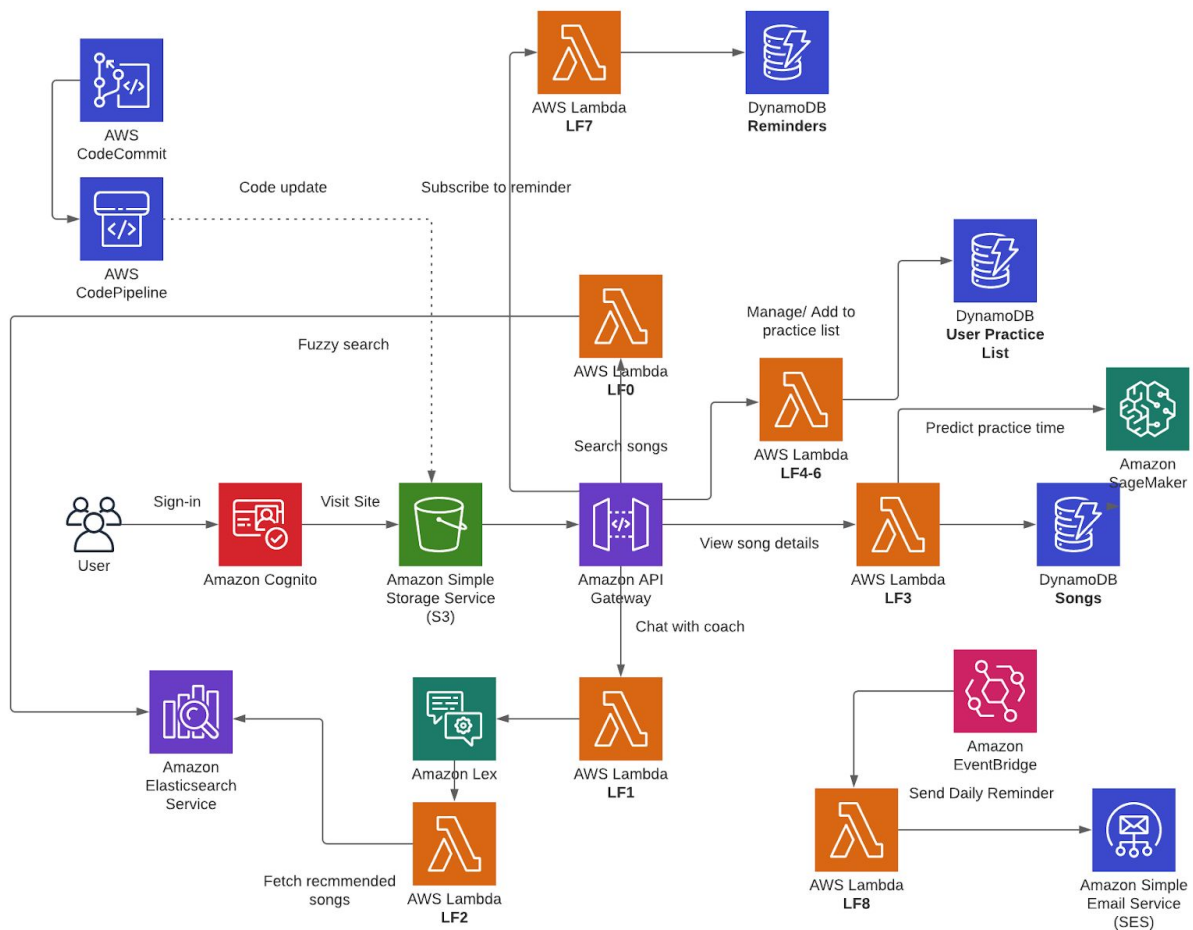 AWS Lambda
LF7
DynamoDB
Reminders
AWS
CodeCommit
Code update
Subscribe to reminder
AWS
CodePipeline
DynamoDB
User Practice
List
Manage/ Add to
practice list
Fuzzy search
AWS Lambda
LF0
Search songs
AWS Lambda
LF4-6
Predict practice time
Amazon
SageMaker
Sign-in
Visit Site
View song details
User
Amazon Cognito
Amazon Simple
Storage Service
(S3)
Amazon API
Gateway
AWS Lambda
LF3
DynamoDB
Songs
Chat with coach
Amazon
Elasticsearch
Service
Amazon Lex
AWS Lambda
LF1
Amazon
EventBridge
Send Daily Reminder
Fetch recmmended
songs
AWS Lambda
LF2
AWS Lambda
LF8
Amazon Simple
Email Service
(SES)